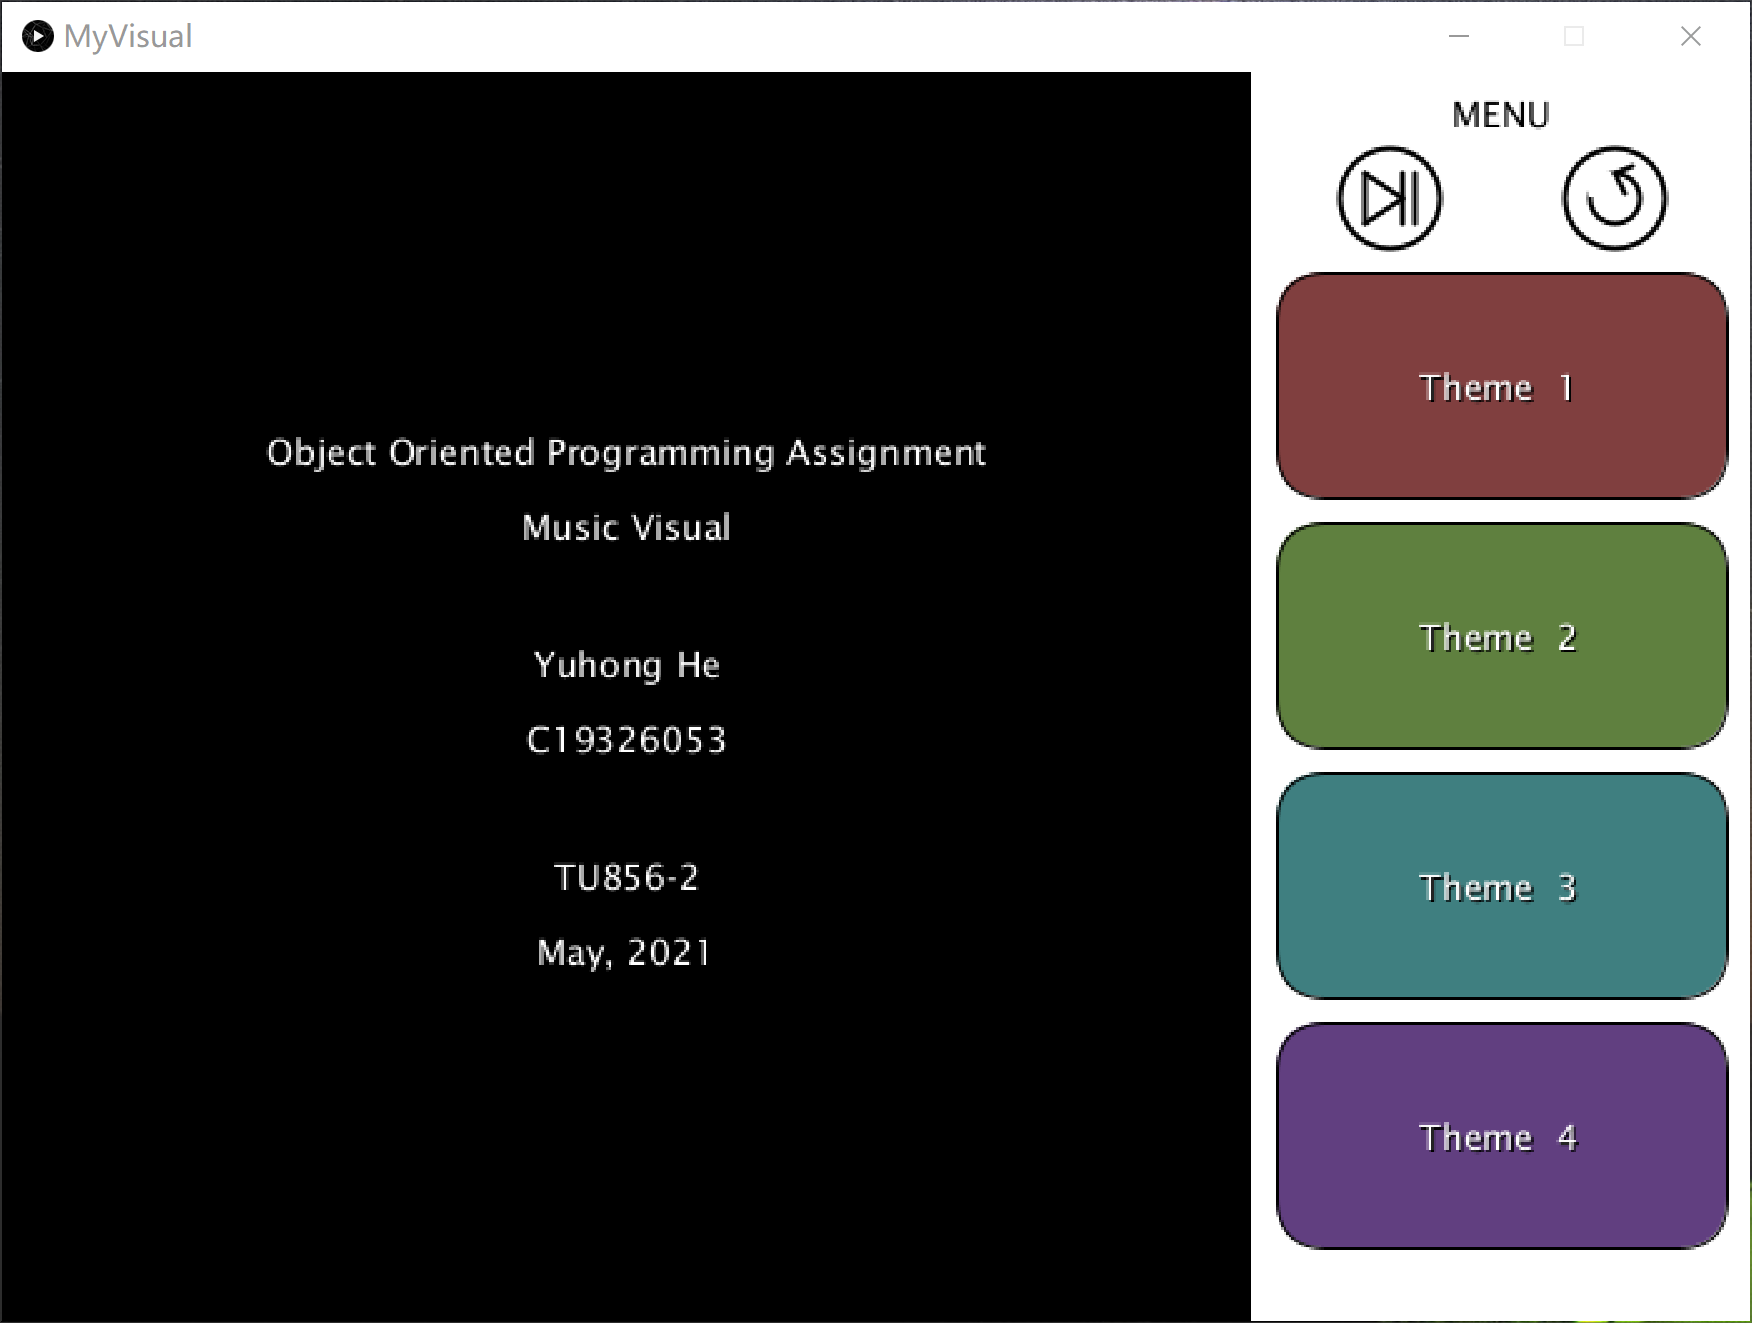 MyVisual
Object Oriented Programming Assignment
Music Visual
Yuhong He
C19326053
TU856-2
May, 2021
MENU
Theme 1
Theme 2
Theme 3
Theme 4